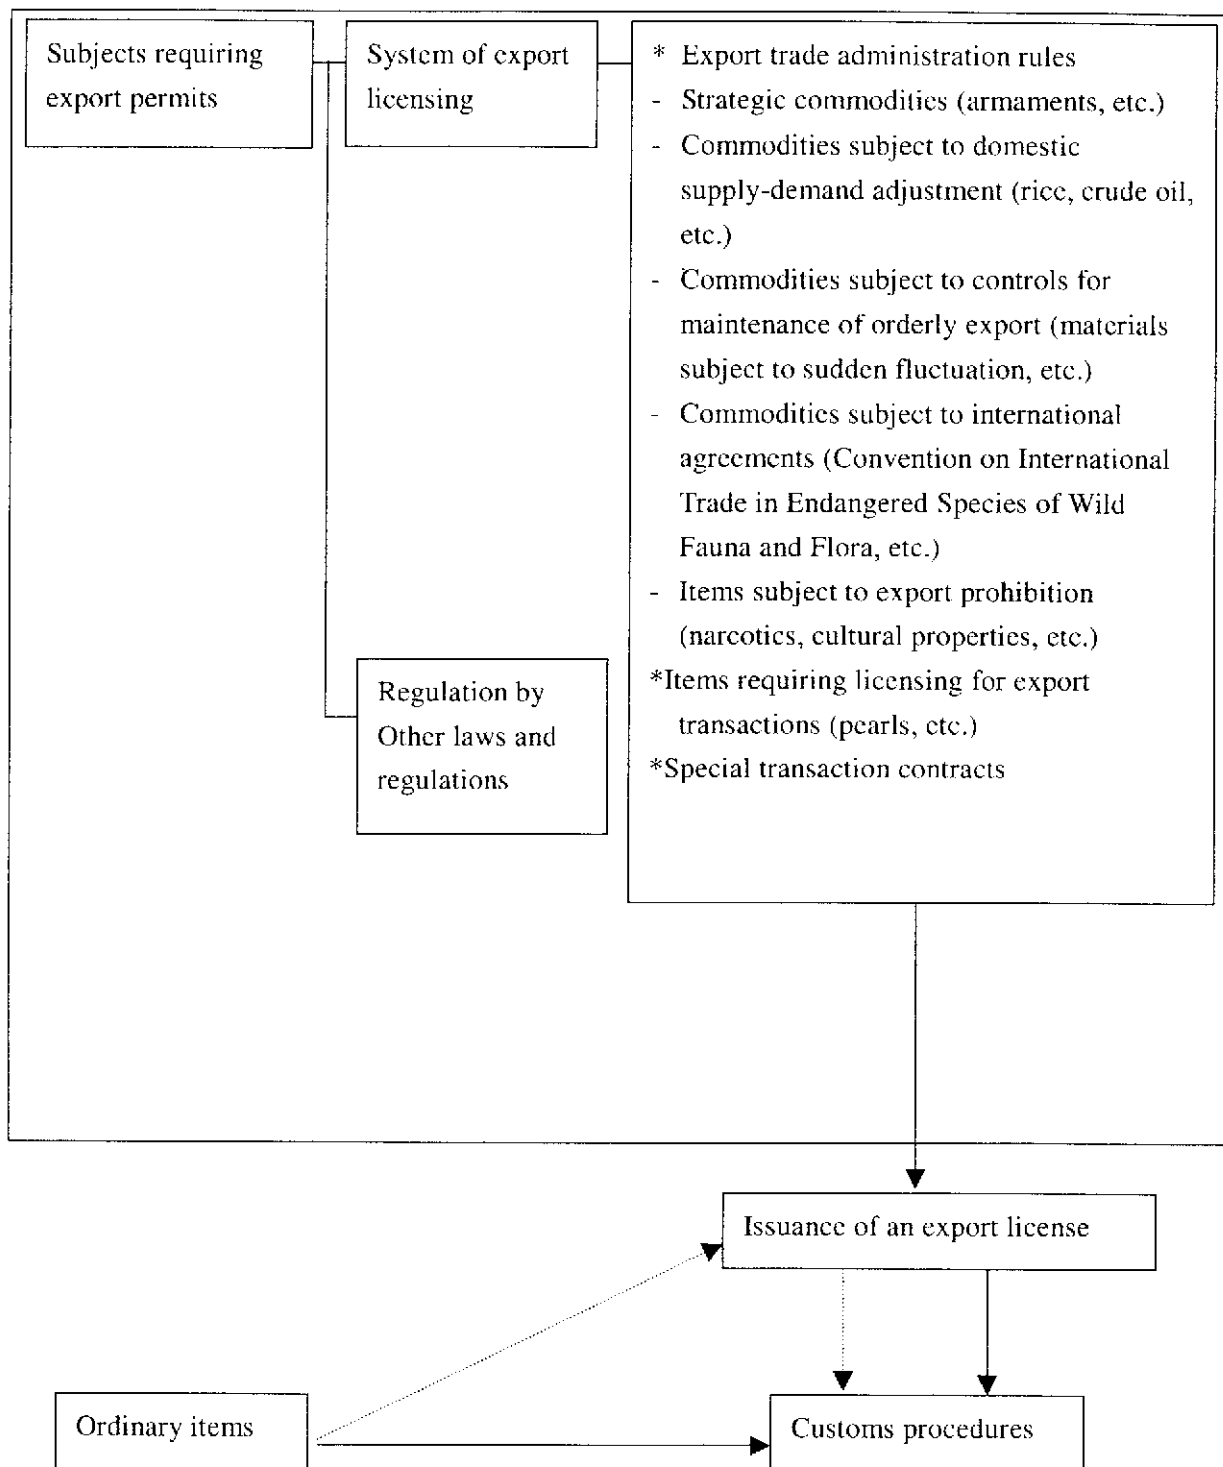 Subjects requiring
export permits
System of export
licensing
* Export trade administration rules
- Strategic commodities (armaments, etc.)
- Commodities subject to domestic
supply-demand adjustment (rice, crude oil,
etc.)
- Commodities subject to controls for
maintenance of orderly export (materials
subject to sudden fluctuation, etc.)
- Commodities subject to international
agreements (Convention on International
Trade in Endangered Species of Wild
Fauna and Flora, etc.)
- Items subject to export prohibition
(narcotics, cultural properties, etc.)
*Items requiring licensing for export
transactions (pearls, etc.)
*Special transaction contracts
Regulation by
Other laws and
regulations
Issuance of an export license
Ordinary items
Customs procedures